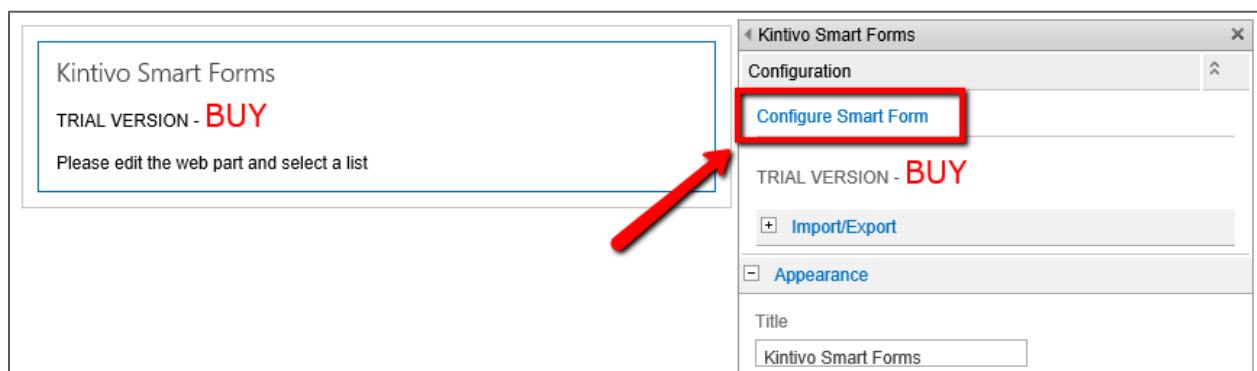 Kintivo Smart Forms
TRIAL VERSION - BUY
Please edit the web part and select a list
Kintivo Smart Forms
Configuration
Configure Smart Form
TRIAL VERSION - BUY
Import/Export
Appearance
Title
Kintivo Smart Forms